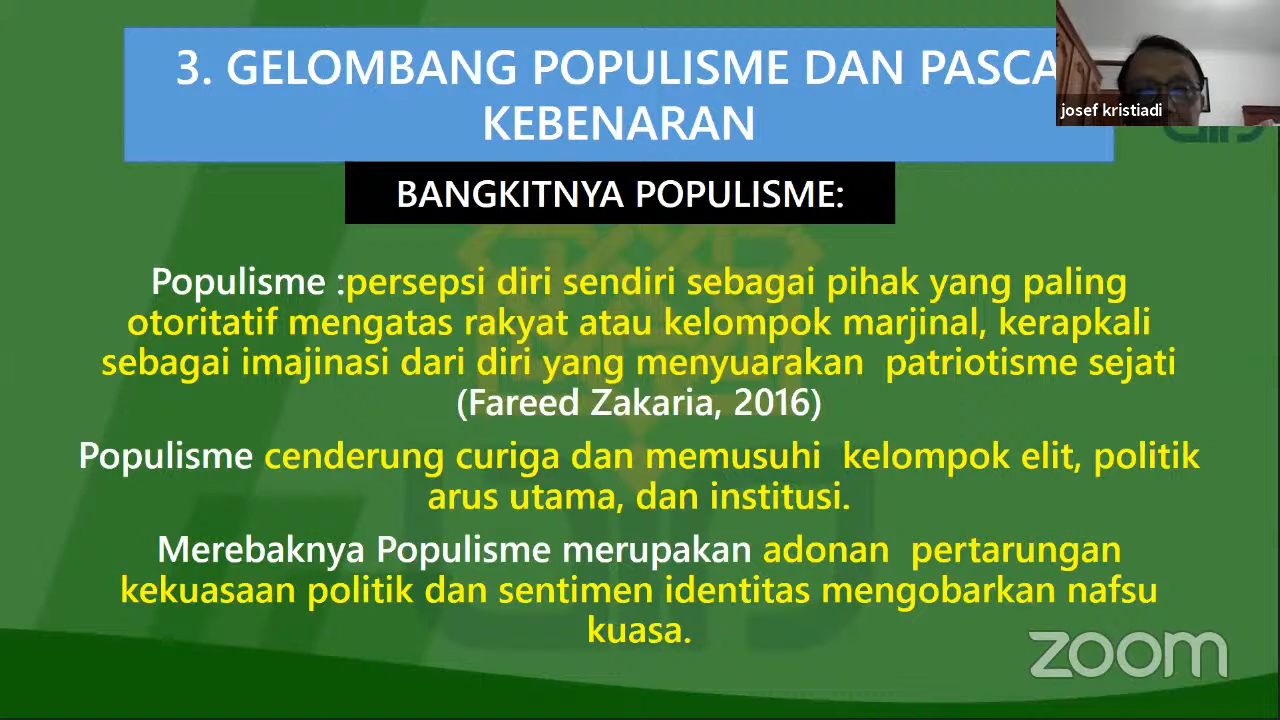 3. GELOMBANG POPULISME DAN PASCA
KEBENARAN
josef kristiadi
BANGKITNYA POPULISME:
Populisme :persepsi diri sendiri sebagai pihak yang paling
otoritatif mengatas rakyat atau kelompok marjinal, kerapkali
sebagai imajinasi dari diri yang menyuarakan patriotisme sejati
(Fareed Zakaria, 2016)
Populisme cenderung curiga dan memusuhi kelompok elit, politik
arus utama, dan institusi.
Merebaknya Populisme merupakan adonan pertarungan
kekuasaan politik dan sentimen identitas mengobarkan nafsu
kuasa.
zoom